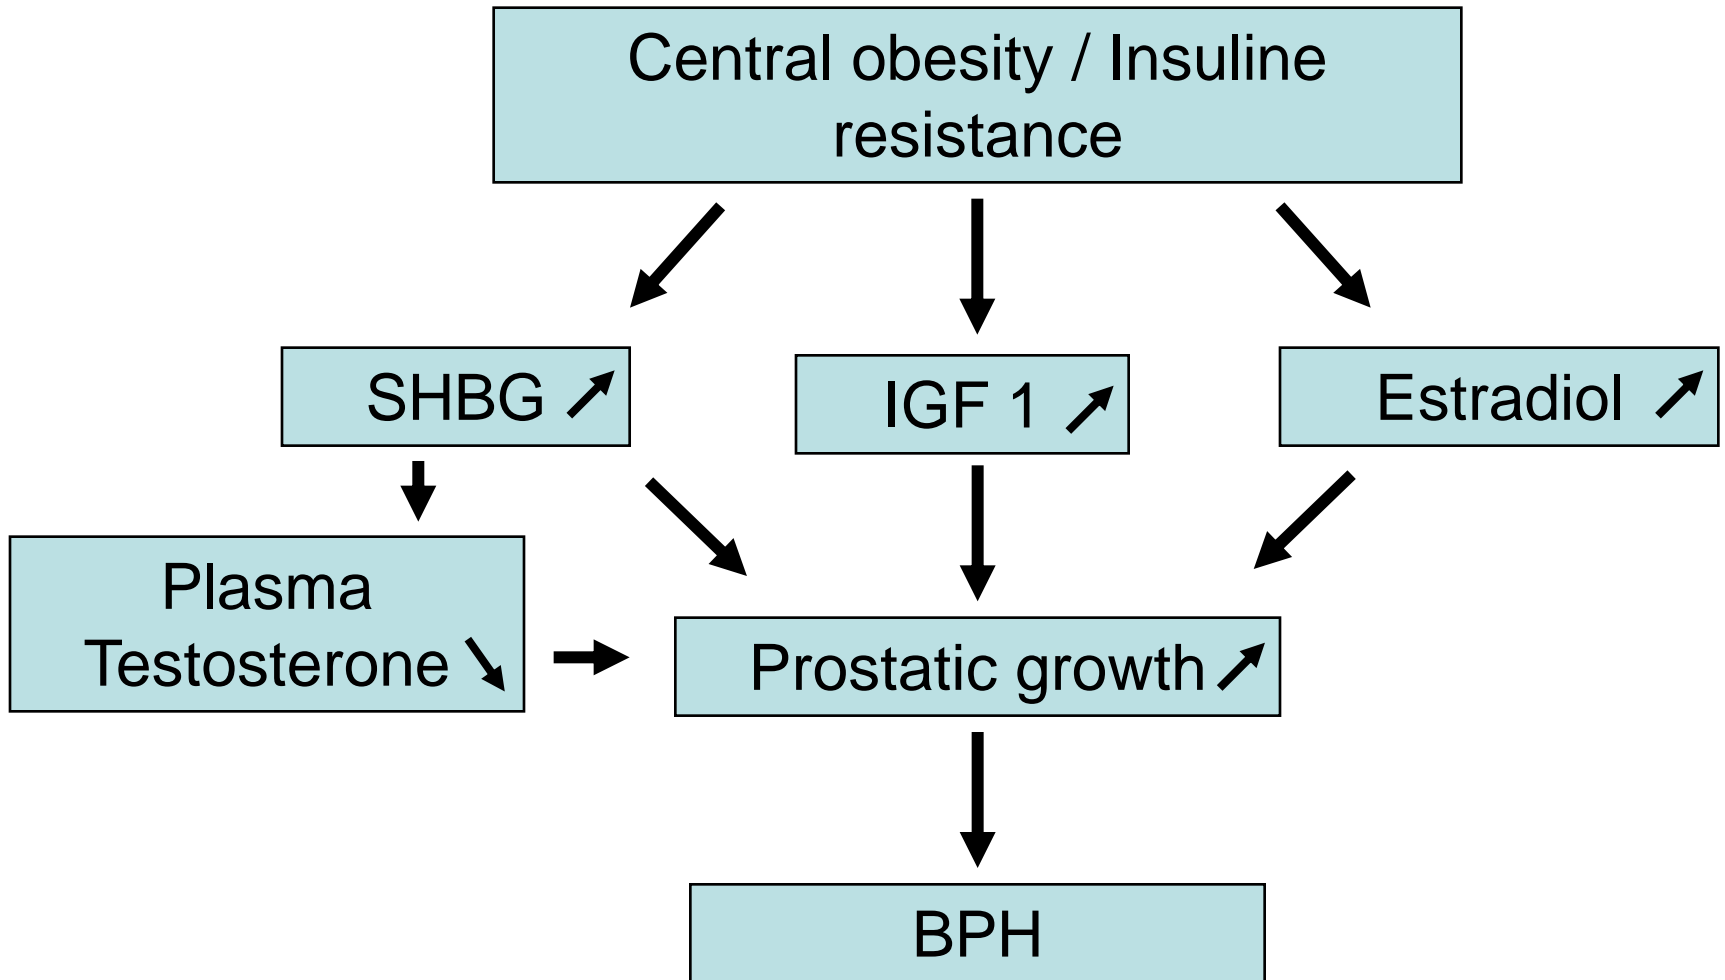 Central obesity / Insuline
resistance
SHBG
IGF 1
Estradiol
Plasma
Testosterone
Prostatic growth
BPH